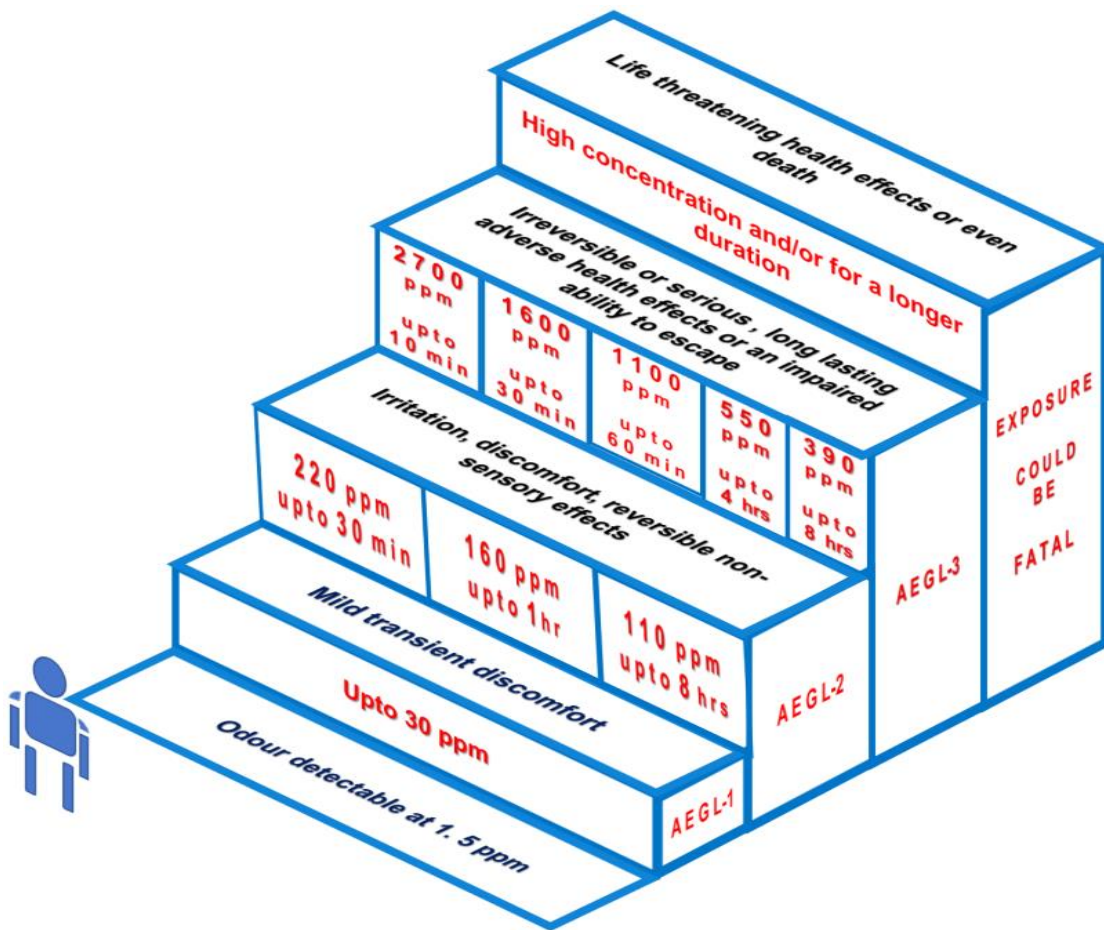 Life threatening health effects or even
death
High concentration and/or for a longer
duration
Irreversible or serious , long lasting
adverse health effects or an impaired
ability to escape
2700
ppm
upto
10 min
1600
ppm
upto
30 min
1100
ppm
upto
60 min
550
ppm
upto
4 hrs
390
ppm
upto
8 hrs
Irritation, discomfort, reversible non-
sensory effects
220 ppm
upto 30 min
160 ppm
upto 1hr
110 ppm
upto 8 hrs
Mild transient discomfort
Upto 30 ppm
Odour detectable at 1. 5 ppm
AEGL-1
AEGL-2
AEGL-3
EXPOSURE
COULD
BE
FATAL